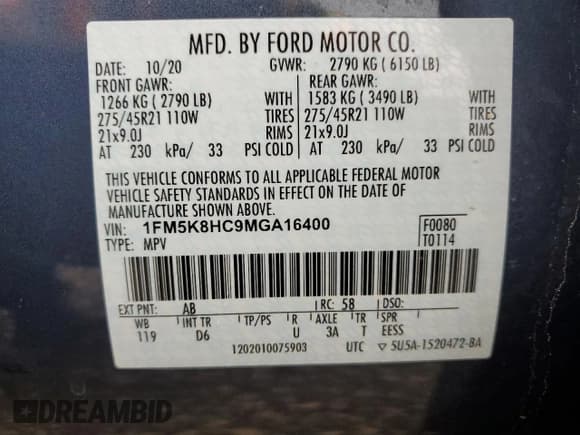 MFD. BY FORD MOTOR CO.
DATE: 10/20 GVWR: 2790 KG ( 6150 LB)
FRONT GAWR: REAR GAWR:
1266 KG ( 2790 LB) WITH 1583 KG ( 3490 LB) WITH
275/45R21 110W TIRES 275/45R21 110W TIRES
21x9.0J RIMS 21x9.0J RIMS
AT 230 kPa/ 33 PSI COLD AT 230 kPa/ 33 PSI COLD
THIS VEHICLE CONFORMS TO ALL APPLICABLE FEDERAL MOTOR
VEHICLE SAFETY STANDARDS IN EFFECT ON THE DATE OF
MANUFACTURE SHOWN ABOVE.
VIN: 1FM5K8HC9MGA16400 F0080
TYPE: MPV T0114
EXT PNT: AB RC: 58 DSO:
WB INT TR TP/PS R AXLE TR SPR
119 D6 U 3A T EESS
1202010075903 UTC ▽ 5U5A-1520472-BA
DREAMBID